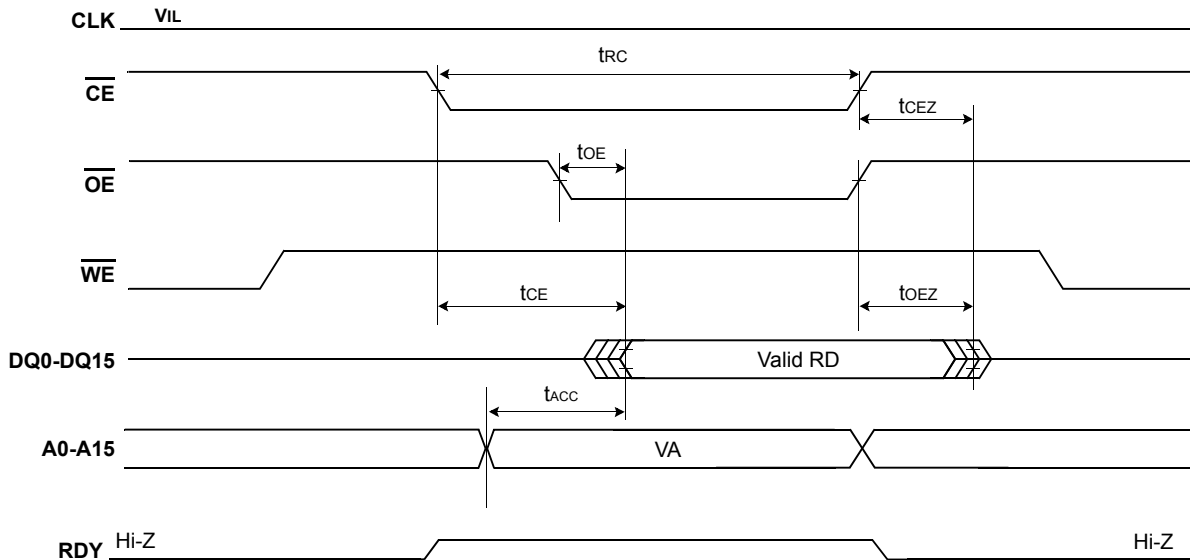 CLK VIL
tRC
CE
tCEZ
tOE
OE
WE
tCE tOEZ
DQ0-DQ15 Valid RD
tACC
A0-A15 VA
RDY Hi-Z Hi-Z